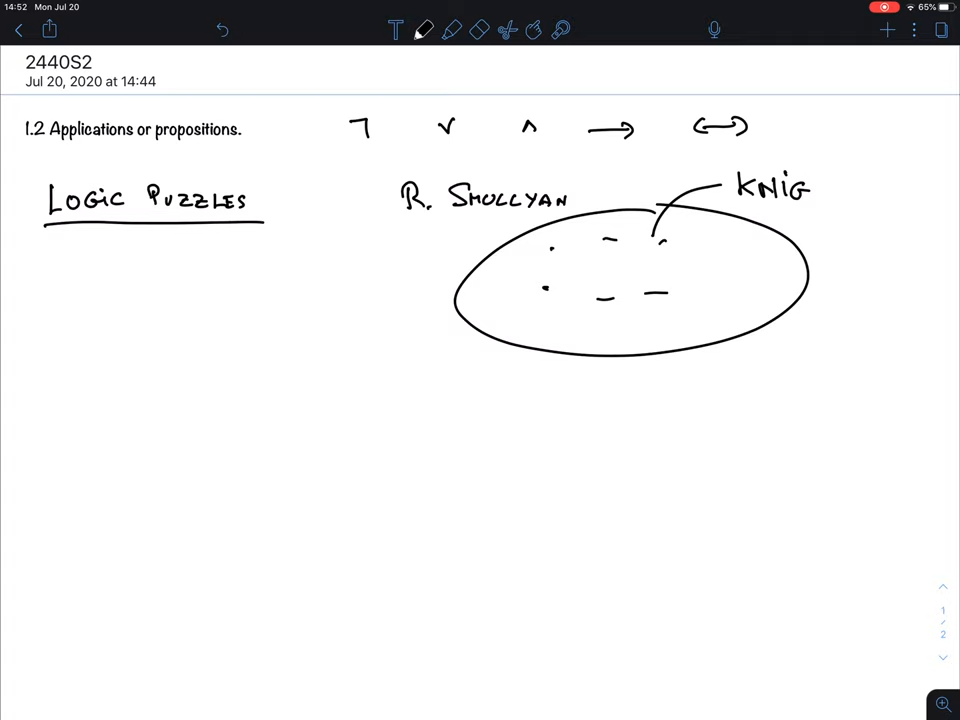 14:52 Mon Jul 20
65%
2440S2
Jul 20, 2020 at 14:44
1.2 Applications or propositions. ¬ ∨ ∧ → ↔
LOGIC PUZZLES
R. SMULLYAN
KNIG
1
/
2